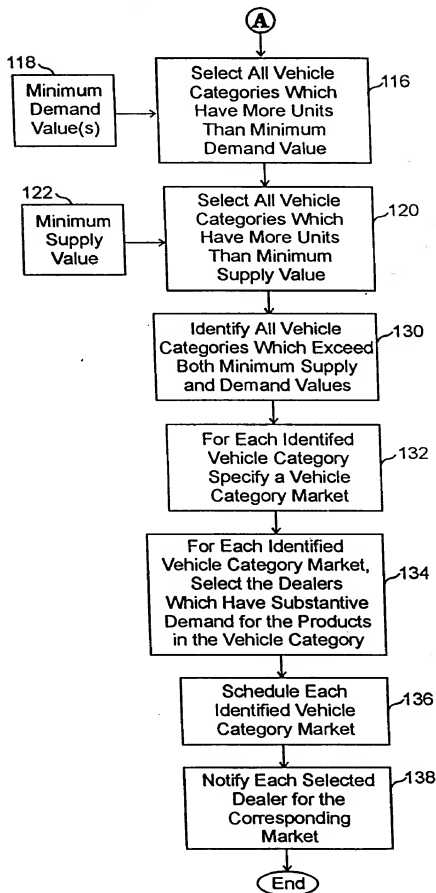 A
118
Minimum
Demand
Value(s)
Select All Vehicle
Categories Which
Have More Units
Than Minimum
Demand Value
116
122
Minimum
Supply
Value
Select All Vehicle
Categories Which
Have More Units
Than Minimum
Supply Value
120
Identify All Vehicle
Categories Which Exceed
Both Minimum Supply
and Demand Values
130
For Each Identifed
Vehicle Category
Specify a Vehicle
Category Market
132
For Each Identified
Vehicle Category Market,
Select the Dealers
Which Have Substantive
Demand for the Products
in the Vehicle Category
134
Schedule Each
Identified Vehicle
Category Market
136
Notify Each Selected
Dealer for the
Corresponding
Market
138
End